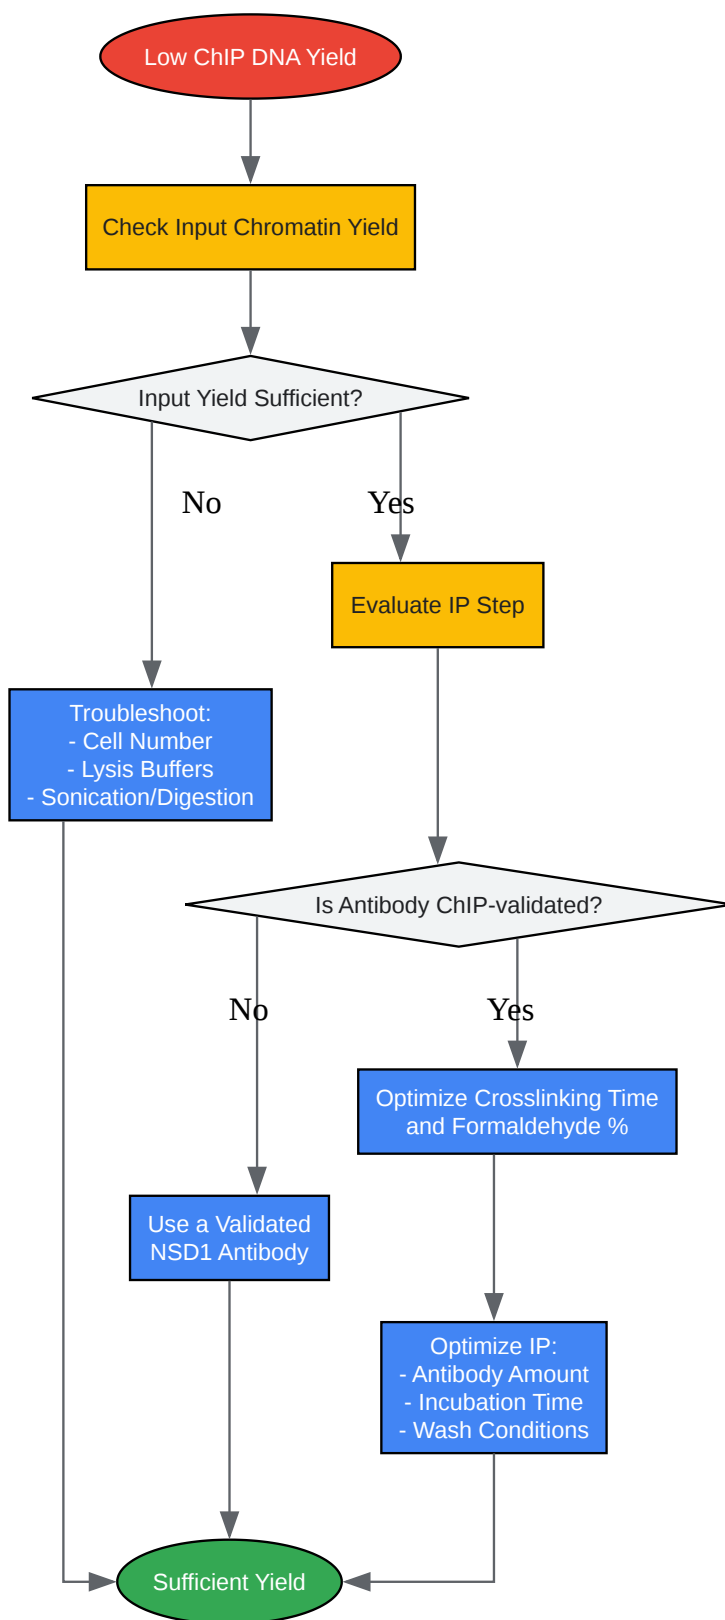 Low ChIP DNA Yield
Check Input Chromatin Yield
Input Yield Sufficient?
No
Yes
Evaluate IP Step
Troubleshoot:
- Cell Number
- Lysis Buffers
- Sonication/Digestion
Is Antibody ChIP-validated?
No
Yes
Optimize Crosslinking Time
and Formaldehyde %
Use a Validated
NSD1 Antibody
Optimize IP:
- Antibody Amount
- Incubation Time
- Wash Conditions
Sufficient Yield